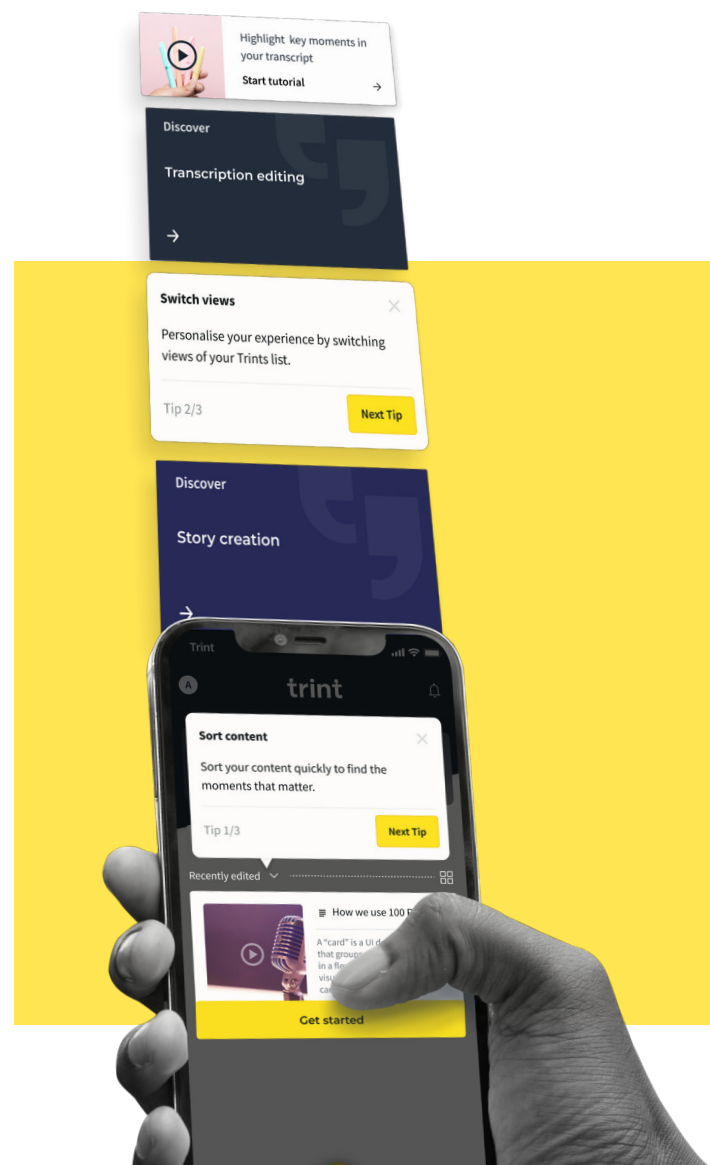 Highlight key moments in
your transcript
Start tutorial
Discover
Transcription editing
Switch views
Personalise your experience by switching
views of your Trints list.
Tip 2/3
Next Tip
Discover
Story creation
Trint
A
trint
Sort content
Sort your content quickly to find the
moments that matter.
Tip 1/3
Next Tip
Recently edited
How we use 100
A "card" is a UI
that groups
in a
Get started